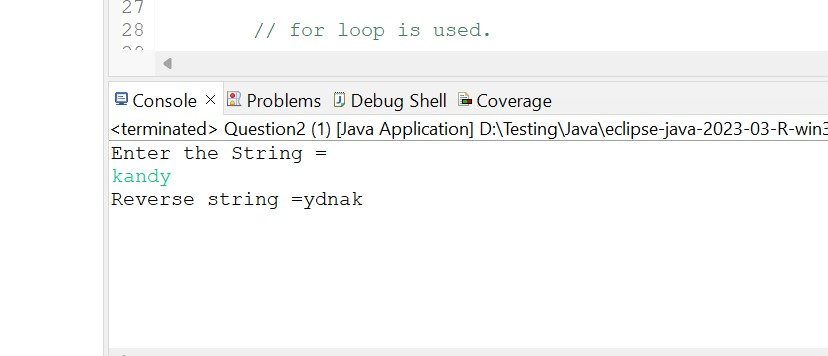 27
28 // for loop is used.
Console × Problems Debug Shell Coverage
<terminated> Question2 (1) [Java Application] D:\Testing\Java\eclipse-java-2023-03-R-win3
Enter the String =
kandy
Reverse string =ydnak